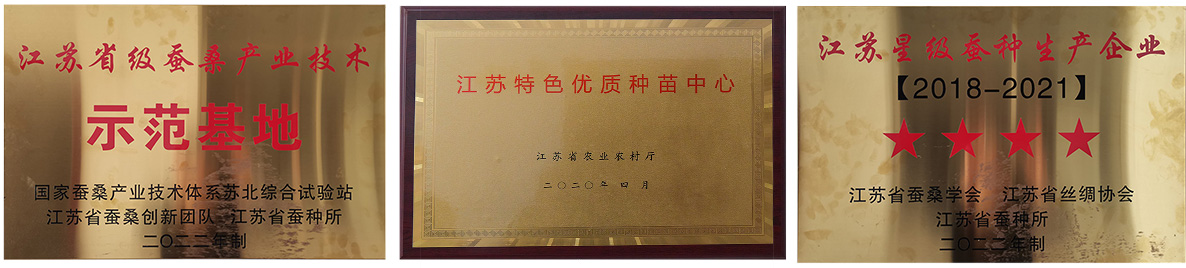 江苏省级蚕桑产业技术
示范基地
国家蚕桑产业技术体系苏北综合试验站
江苏省蚕桑创新团队 江苏省蚕种所
二〇二二年制
江苏特色优质种苗中心
江苏省农业农村厅
二〇二〇年 四 月
江苏星级蚕种生产企业
【2018-2021】
★ ★ ★ ★
江苏省蚕桑学会 江苏省丝绸协会
江苏省蚕种所
二〇二二年制